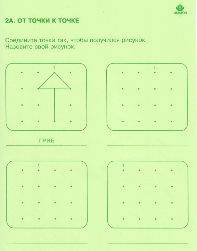 2А. ОТ ТОЧКИ К ТОЧКЕ
Соедините точки так, чтобы получился рисунок.
Назовите свой рисунок.
ГРИБ